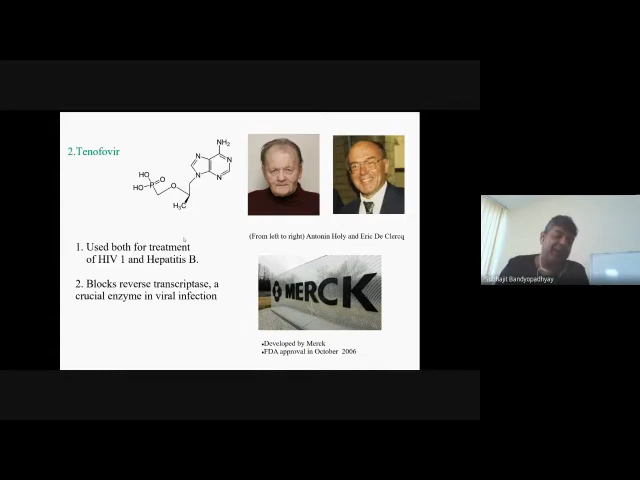 2.Tenofovir
NH₂
N
N
N
N
HO
HO
P
O
O
H₃C
(From left to right) Antonin Holy and Eric De Clercq
1. Used both for treatment
of HIV 1 and Hepatitis B.
2. Blocks reverse transcriptase, a
crucial enzyme in viral infection
MERCK
•Developed by Merck
•FDA approval in October 2006